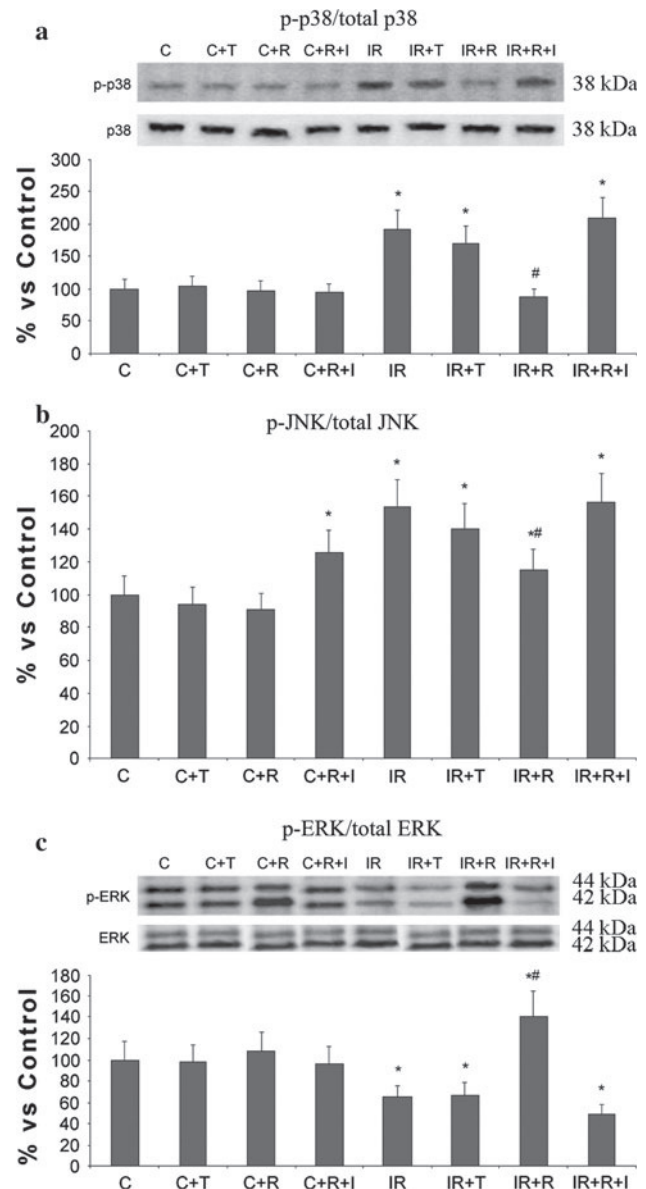 a
p-p38/total p38
C C+T C+R C+R+I IR IR+T IR+R IR+R+I
p-p38 38 kDa
p38 38 kDa
% vs Control
300
250
200
150
100
50
0
* * # *
C C+T C+R C+R+I IR IR+T IR+R IR+R+I
b
p-JNK/total JNK
% vs Control
200
180
160
140
120
100
80
60
40
20
0
* * * *# *
C C+T C+R C+R+I IR IR+T IR+R IR+R+I
c
p-ERK/total ERK
C C+T C+R C+R+I IR IR+T IR+R IR+R+I
p-ERK 44 kDa
42 kDa
ERK 44 kDa
42 kDa
% vs Control
180
160
140
120
100
80
60
40
20
0
* * *# *
C C+T C+R C+R+I IR IR+T IR+R IR+R+I